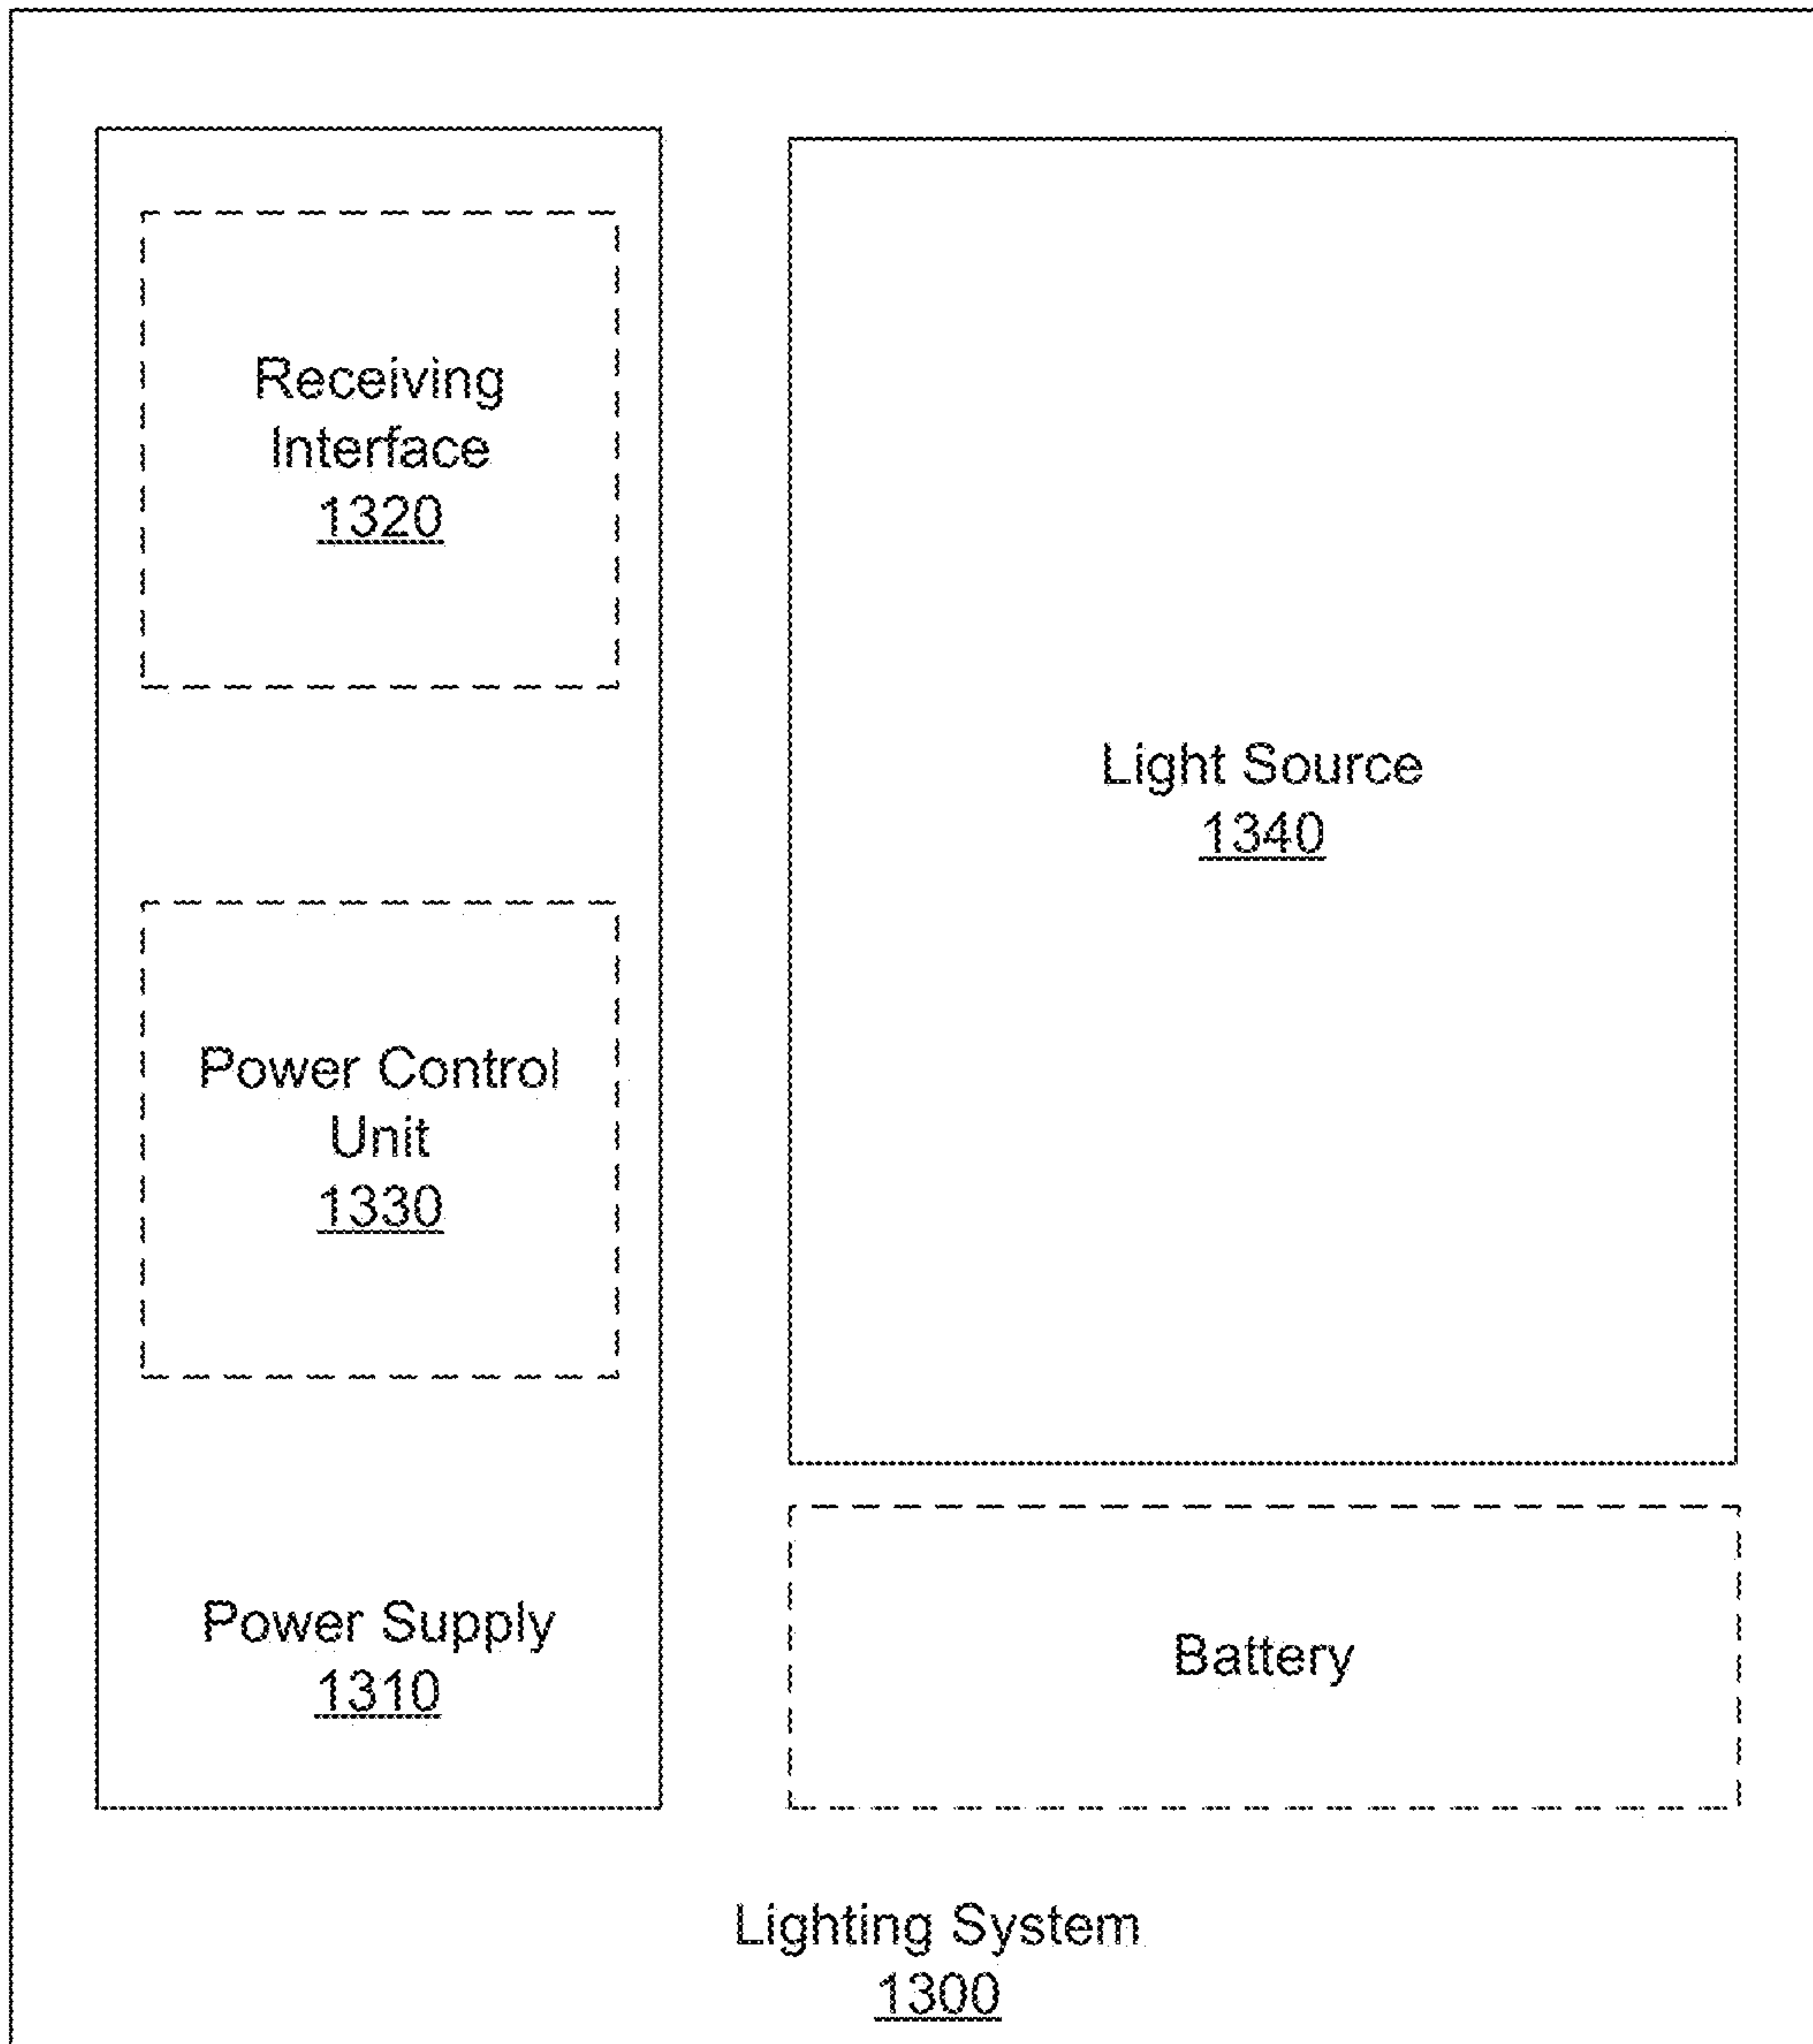 Receiving
Interface
1320
Power Control
Unit
1330
Power Supply
1310
Light Source
1340
Battery
Lighting System
1300